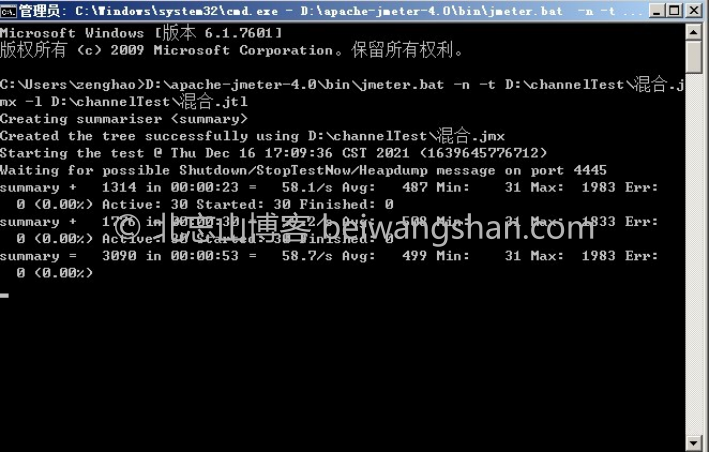 管理员: C:\Windows\system32\cmd.exe - D:\apache-jmeter-4.0\bin\jmeter.bat -n -t ...
Microsoft Windows [版本 6.1.7601]
版权所有 (c) 2009 Microsoft Corporation。保留所有权利。
C:\Users\zenghao>D:\apache-jmeter-4.0\bin\jmeter.bat -n -t D:\channelTest\混合.j
mx -l D:\channelTest\混合.jtl
Creating summariser <summary>
Created the tree successfully using D:\channelTest\混合.jmx
Starting the test @ Thu Dec 16 17:09:36 CST 2021 (1639645776712)
Waiting for possible Shutdown/StopTestNow/Heapdump message on port 4445
summary + 1314 in 00:00:23 = 58.1/s Avg: 487 Min: 31 Max: 1983 Err:
0 (0.00%) Active: 30 Started: 30 Finished: 0
summary + 1776 in 00:00:30 = 59.2/s Avg: 508 Min: 31 Max: 1833 Err:
0 (0.00%) Active: 30 Started: 30 Finished: 0
© 北忘山博客 beiwangshan.com
summary = 3090 in 00:00:53 = 58.7/s Avg: 499 Min: 31 Max: 1983 Err:
0 (0.00%)